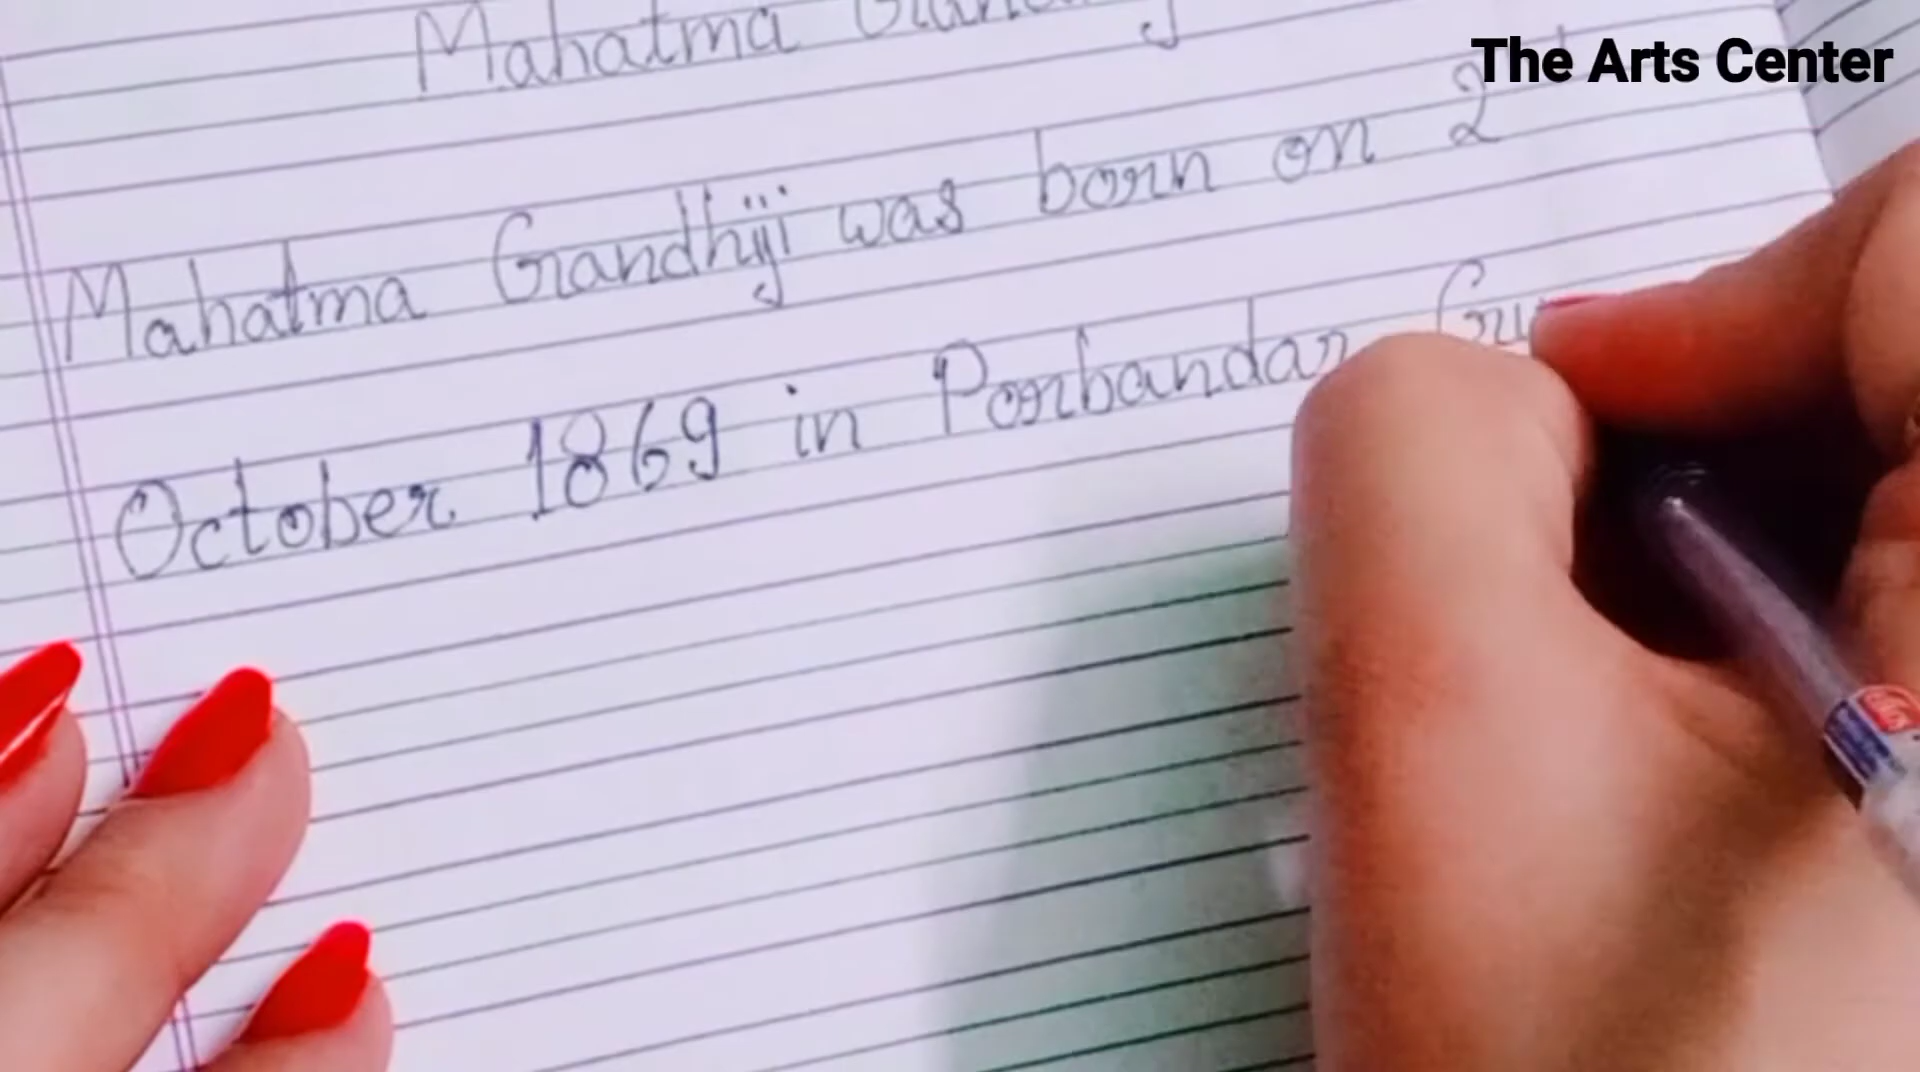 Mahatma
The Arts Center
Mahatma Gandhiji was born on 2
October 1869 in Porbandar